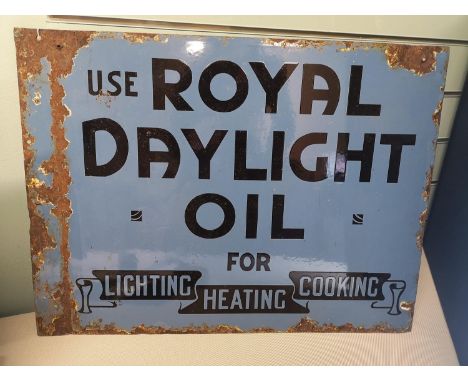 USE ROYAL
DAYLIGHT
OIL
FOR
LIGHTING HEATING COOKING